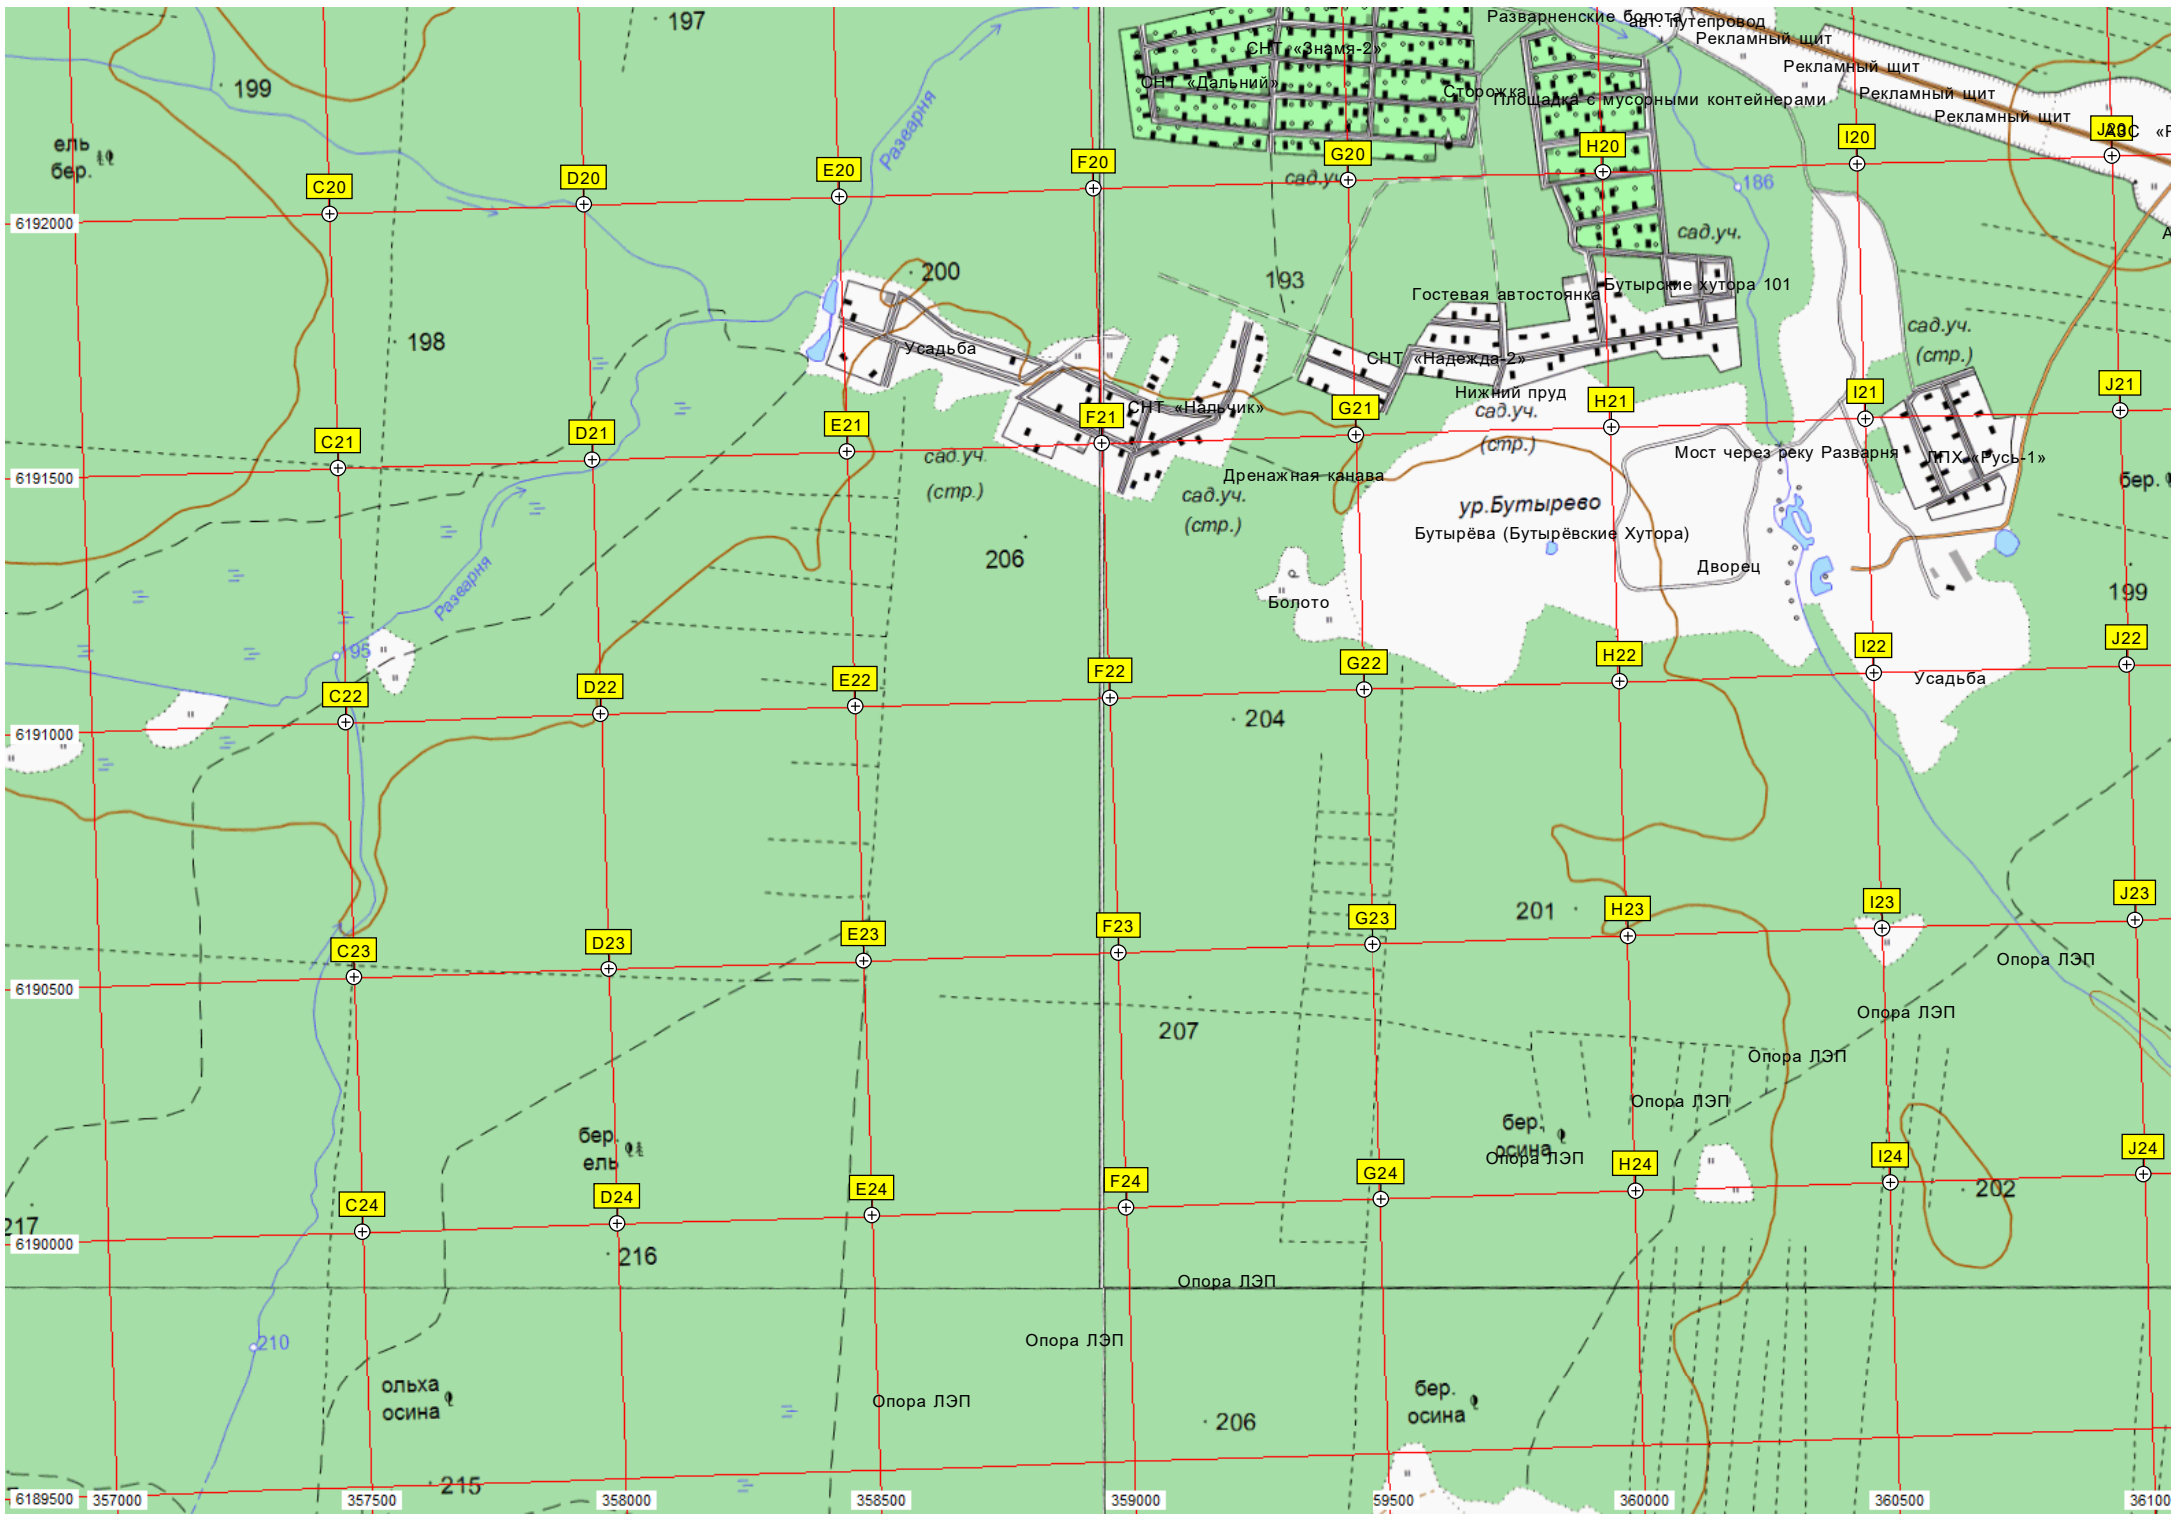 197
Разварненские болота
авт. путепровод
Рекламный щит
СНТ «Знамя-2»
Рекламный щит
СНТ «Дальний»
199
Сторожка
Площадка с мусорными контейнерами
Рекламный щит
Рекламный щит
Разварня
J20
АЗС «Р
ель
бер.
C20
D20
E20
F20
G20
H20
I20
сад.уч.
186
6192000
сад.уч.
А
200
193
Бутырские хутора 101
Гостевая автостоянка
198
Усадьба
сад.уч.
(стр.)
СНТ «Надежда-2»
Нижний пруд
СНТ «Нальчик»
сад.уч.
(стр.)
C21
D21
E21
F21
G21
H21
I21
J21
6191500
сад.уч.
(стр.)
Дренажная канава
Мост через реку Разварня
ЛПХ «Русь-1»
бер.
сад.уч.
(стр.)
ур.Бутырево
Бутырёва (Бутырёвские Хутора)
206
Дворец
Разварня
Болото
199
195
C22
D22
E22
F22
G22
H22
I22
J22
Усадьба
6191000
204
201
C23
D23
E23
F23
G23
H23
I23
J23
Опора ЛЭП
6190500
Опора ЛЭП
207
Опора ЛЭП
Опора ЛЭП
бер.
ель
бер.
осина
Опора ЛЭП
C24
D24
E24
F24
G24
H24
I24
J24
202
217
6190000
216
Опора ЛЭП
210
Опора ЛЭП
ольха
осина
Опора ЛЭП
бер.
осина
206
215
6189500
357000
357500
358000
358500
359000
59500
360000
360500
36100